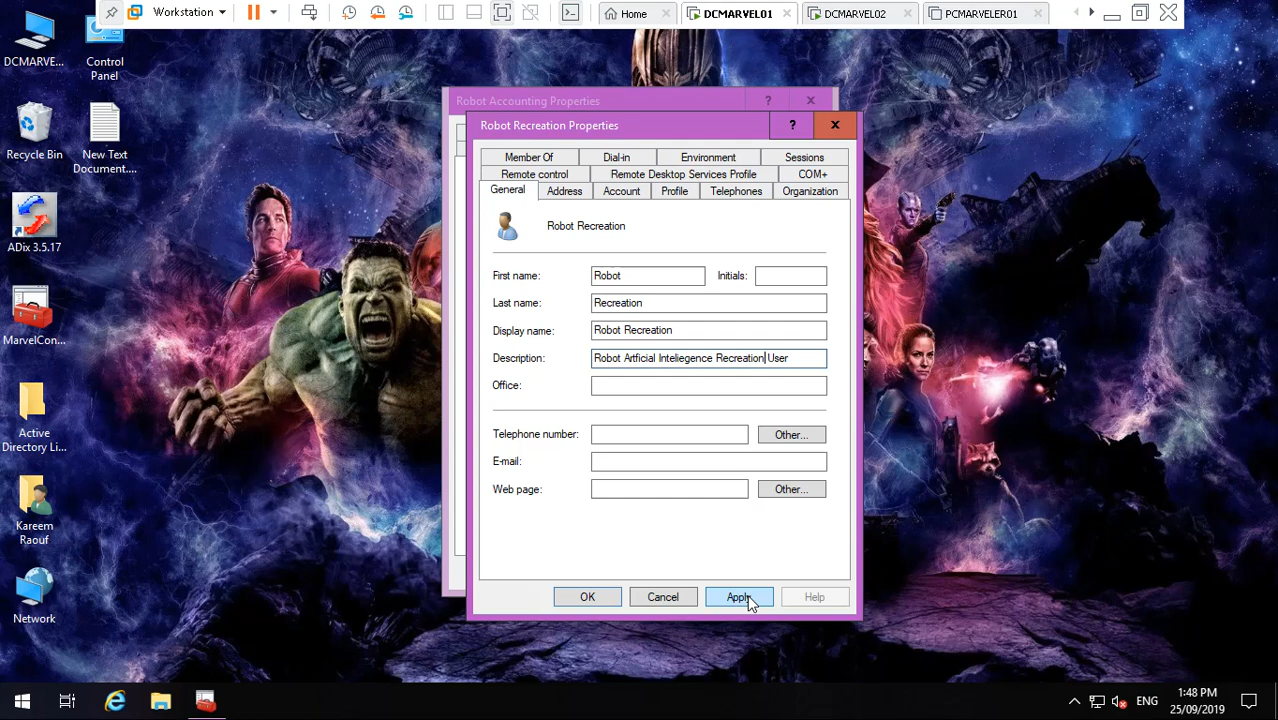 Workstation
Home
DCMARVEL01
DCMARVEL02
PCMARVELER01
DCMARVE...
Control Panel
Recycle Bin
New Text Document....
ADix 3.5.17
MarvelCon...
Active Directory Li...
Kareem Raouf
Network
Robot Accounting Properties
?
Robot Recreation Properties
?
Member Of
Dial-in
Environment
Sessions
Remote control
Remote Desktop Services Profile
COM+
General
Address
Account
Profile
Telephones
Organization
Robot Recreation
First name:
Robot
Initials:
Last name:
Recreation
Display name:
Robot Recreation
Description:
Robot Artficial Inteliegence Recreation User
Office:
Telephone number:
Other...
E-mail:
Web page:
Other...
OK
Cancel
Apply
Help
ENG
1:48 PM
25/09/2019